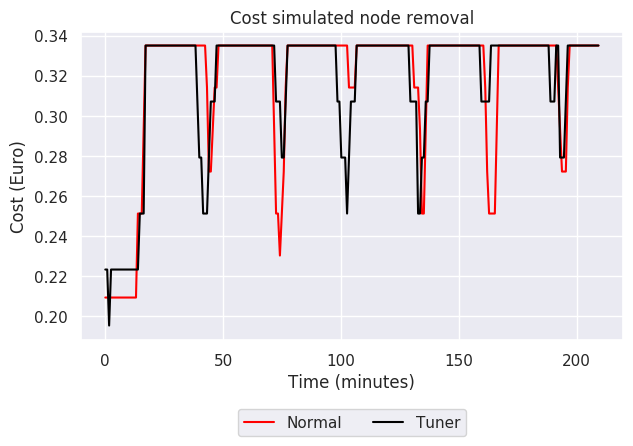 Cost simulated node removal
0.34
0.32
0.30
0.28
0.26
0.24
0.22
0.20
Cost (Euro)
0 50 100 150 200
Time (minutes)
Normal Tuner